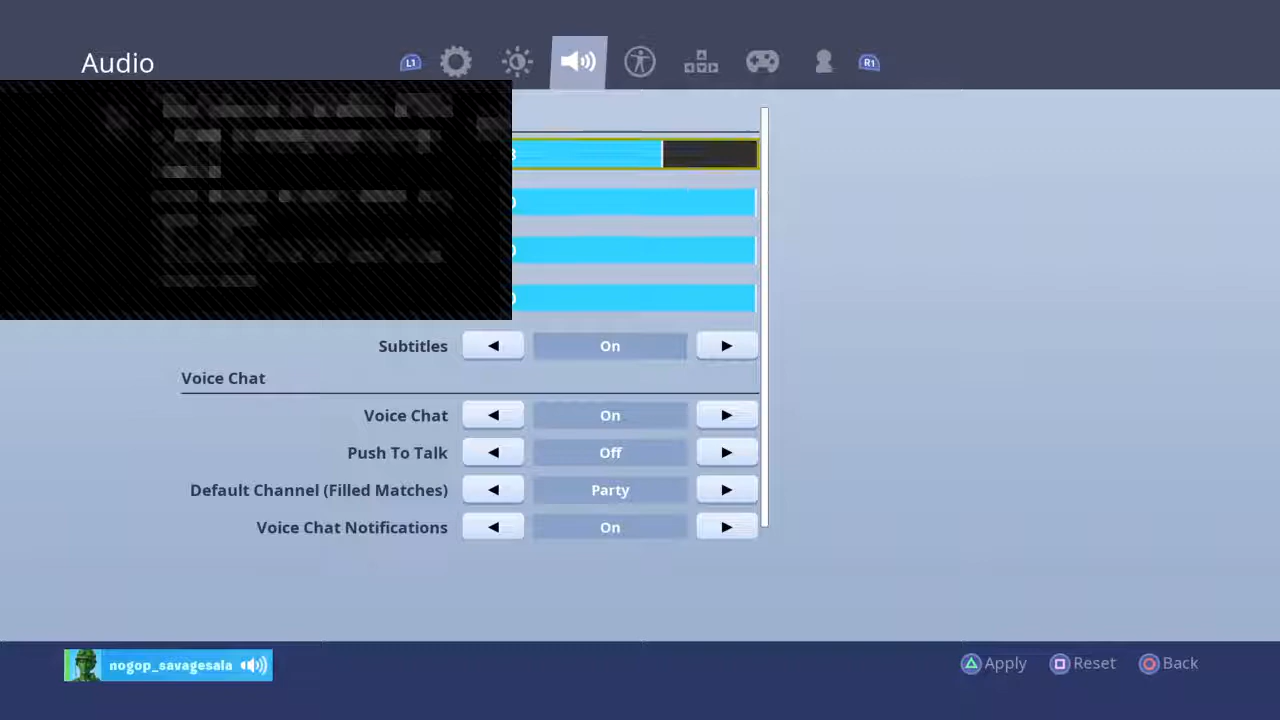 Audio
L1
R1
Subtitles ◄ On ►
Voice Chat
Voice Chat ◄ On ►
Push To Talk ◄ Off ►
Default Channel (Filled Matches) ◄ Party ►
Voice Chat Notifications ◄ On ►
nogop_savagesala
Apply Reset Back